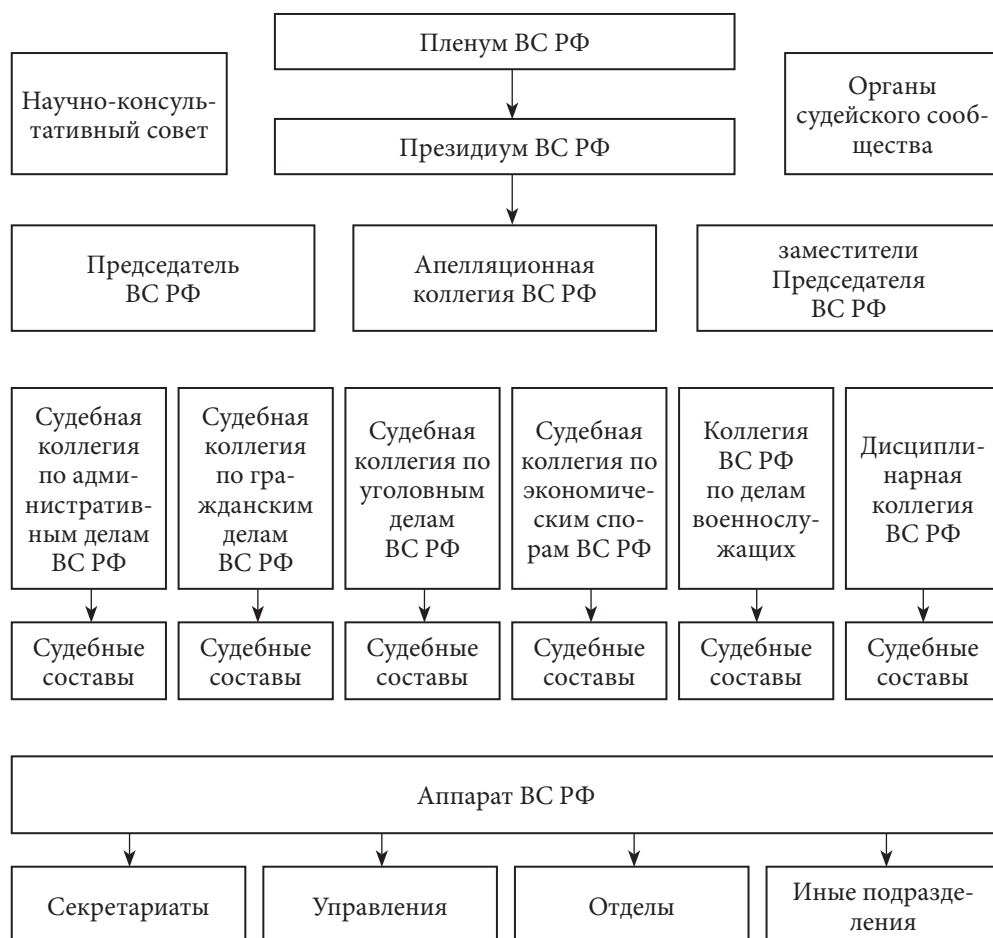 Пленум ВС РФ
Научно-консуль-
тативный совет
Органы
судейского сооб-
щества
Президиум ВС РФ
Председатель
ВС РФ
Апелляционная
коллегия ВС РФ
заместители
Председателя
ВС РФ
Судебная
коллегия
по адми-
нистратив-
ным делам
ВС РФ
Судебная
коллегия
по гра-
жданским
делам
ВС РФ
Судебная
коллегия по
уголовным
делам
ВС РФ
Судебная
коллегия по
экономиче-
ским спо-
рам ВС РФ
Коллегия
ВС РФ
по делам
военнослу-
жащих
Дисципли-
нарная
коллегия
ВС РФ
Судебные
составы
Судебные
составы
Судебные
составы
Судебные
составы
Судебные
составы
Судебные
составы
Аппарат ВС РФ
Секретариаты
Управления
Отделы
Иные подразде-
ления